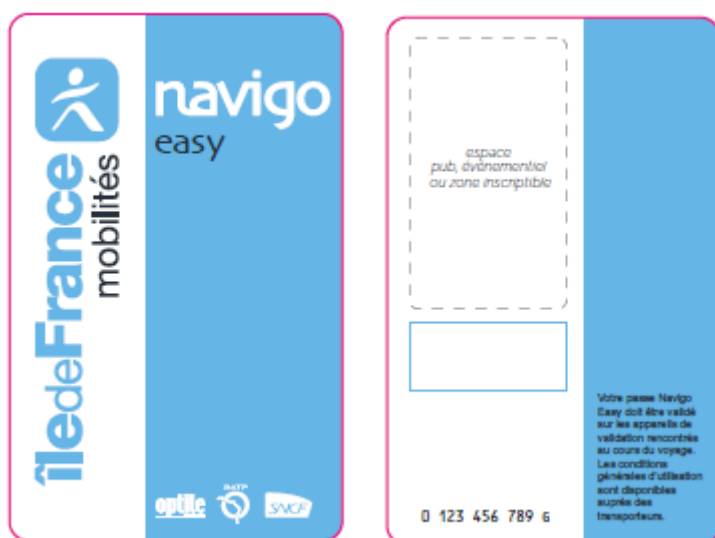 îledeFrance
mobilités
navigo
easy
optile
RATP
SNCF
espace
pub, événementiel
ou zone inscriptible
0 123 456 789 G
Votre passe Navigo
Easy doit être validé
sur les appareils de
validation rencontrés
au cours du voyage.
Les conditions
générales d'utilisation
sont disponibles
auprès des
transporteurs.